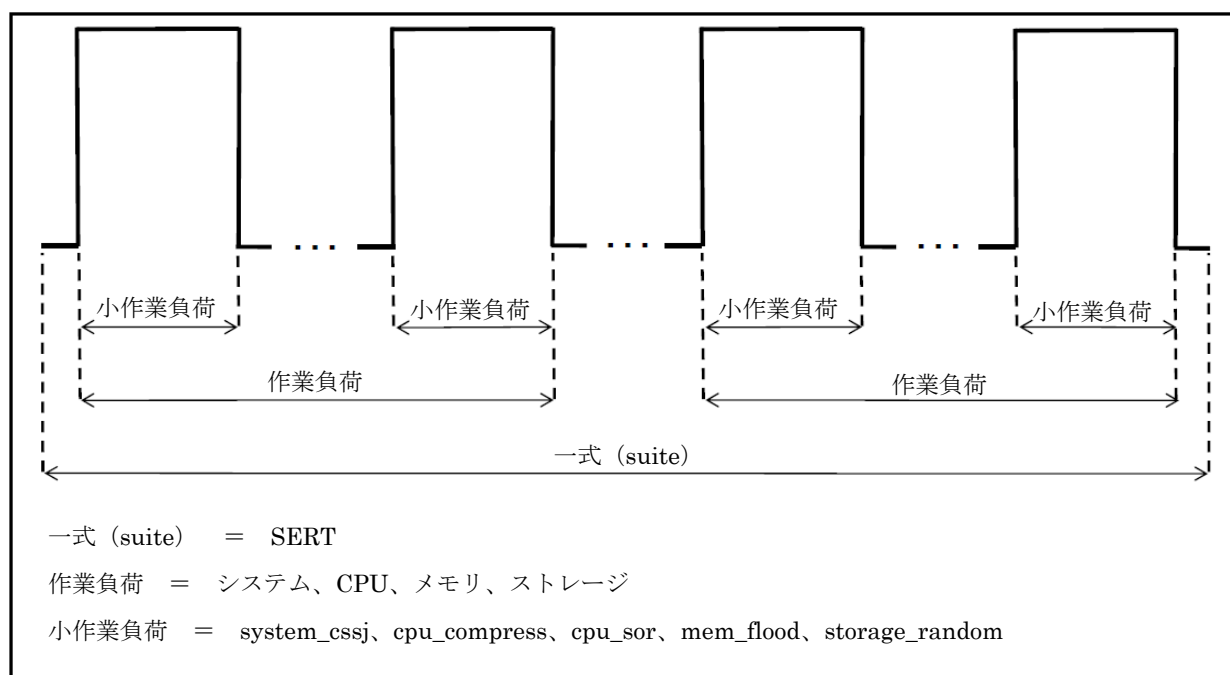 小作業負荷 小作業負荷 小作業負荷 小作業負荷
作業負荷 作業負荷
一式（suite）
一式（suite） ＝ SERT
作業負荷 ＝ システム、CPU、メモリ、ストレージ
小作業負荷 ＝ system_cssj、cpu_compress、cpu_sor、mem_flood、storage_random